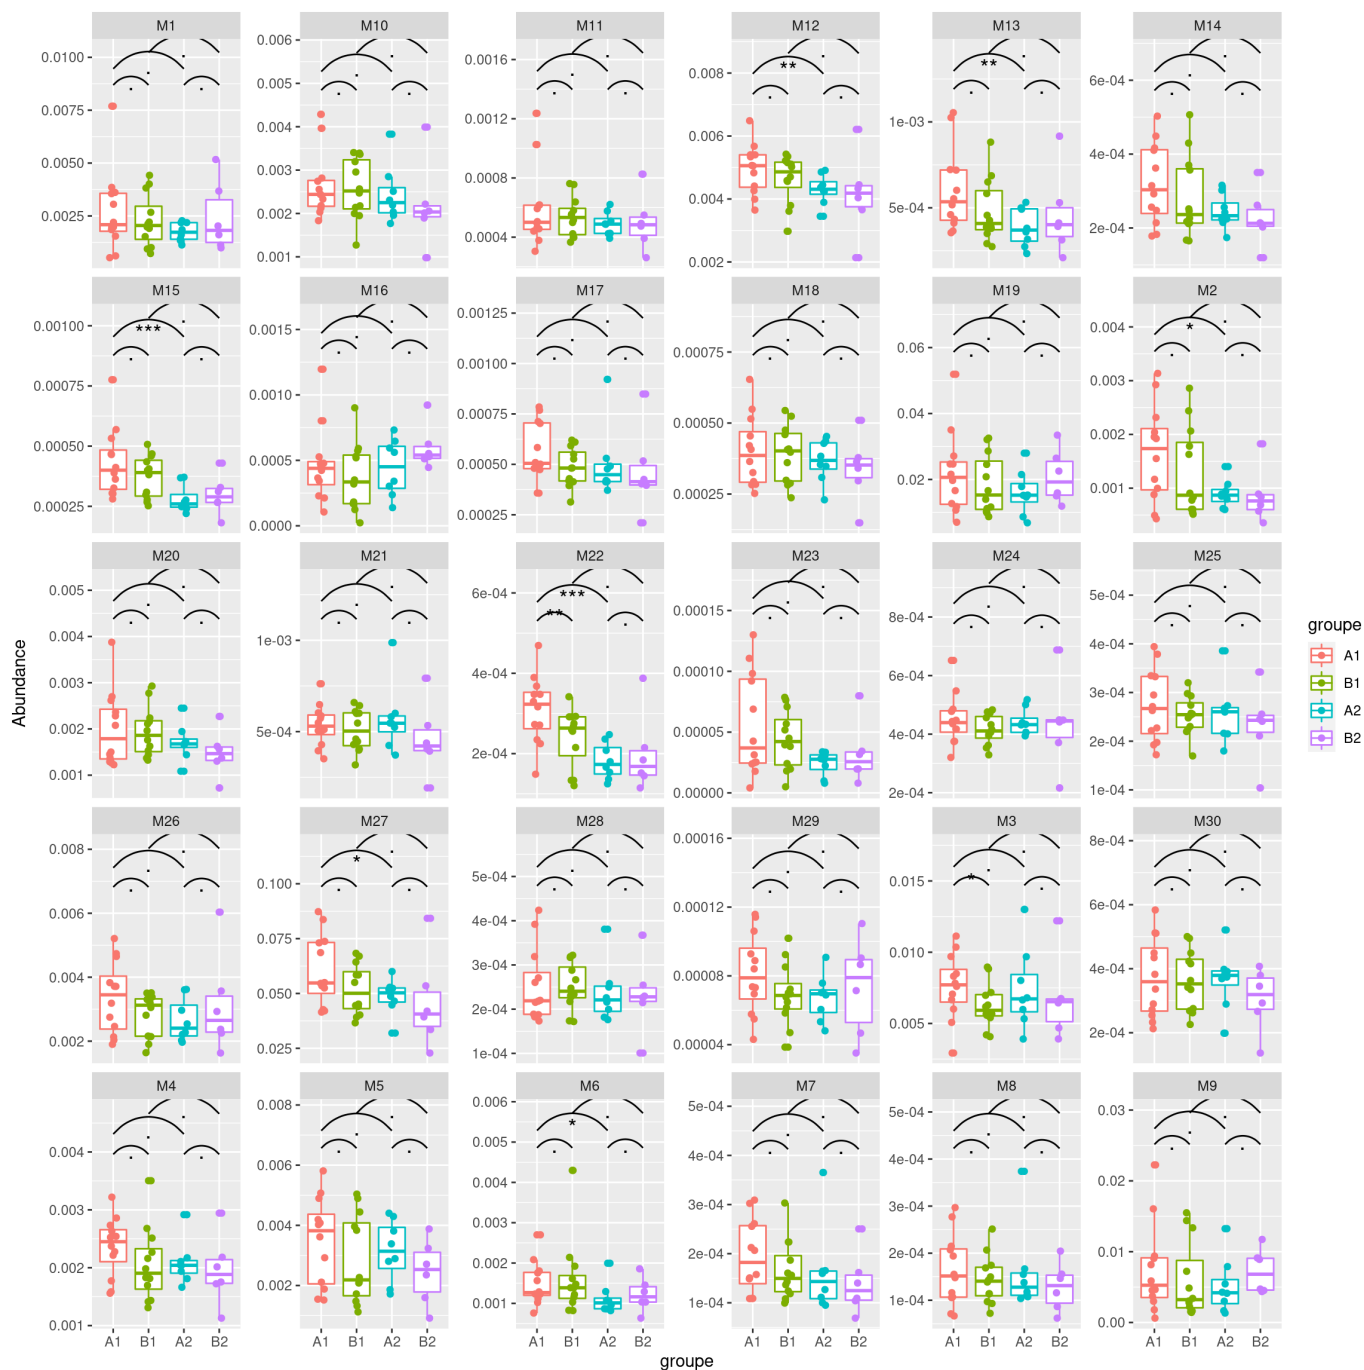 M1 M10 M11 M12 M13 M14
0.0100 0.006 0.0016 0.008 1e-03 6e-04
0.0075 0.005 0.0012 0.006 5e-04 4e-04
0.0050 0.004 0.0008 0.004 2e-04
0.0025 0.003 0.0004 0.002
0.002
0.001
** **
M15 M16 M17 M18 M19 M2
0.00100 0.0015 0.00125 0.00075 0.06 0.004
0.00075 0.0010 0.00100 0.00050 0.04 0.003
0.00050 0.0005 0.00075 0.00025 0.02 0.002
0.00025 0.0000 0.00050 0.001
0.00025
*** *
M20 M21 M22 M23 M24 M25
0.005 1e-03 6e-04 0.00015 8e-04 5e-04
0.004 5e-04 4e-04 0.00010 6e-04 4e-04
0.003 2e-04 0.00005 4e-04 3e-04
0.002 0.00000 2e-04 2e-04
0.001 1e-04
*** **
Abundance
groupe
A1
B1
A2
B2
M26 M27 M28 M29 M3 M30
0.008 0.100 5e-04 0.00016 0.015 8e-04
0.006 0.075 4e-04 0.00012 0.010 6e-04
0.004 0.050 3e-04 0.00008 0.005 4e-04
0.002 0.025 2e-04 0.00004 2e-04
1e-04
* *
M4 M5 M6 M7 M8 M9
0.004 0.008 0.006 5e-04 5e-04 0.03
0.003 0.006 0.005 4e-04 4e-04 0.02
0.002 0.004 0.004 3e-04 3e-04 0.01
0.001 0.002 0.003 2e-04 2e-04 0.00
0.002 1e-04 1e-04
0.001
*
A1 B1 A2 B2 A1 B1 A2 B2 A1 B1 A2 B2 A1 B1 A2 B2 A1 B1 A2 B2 A1 B1 A2 B2
groupe